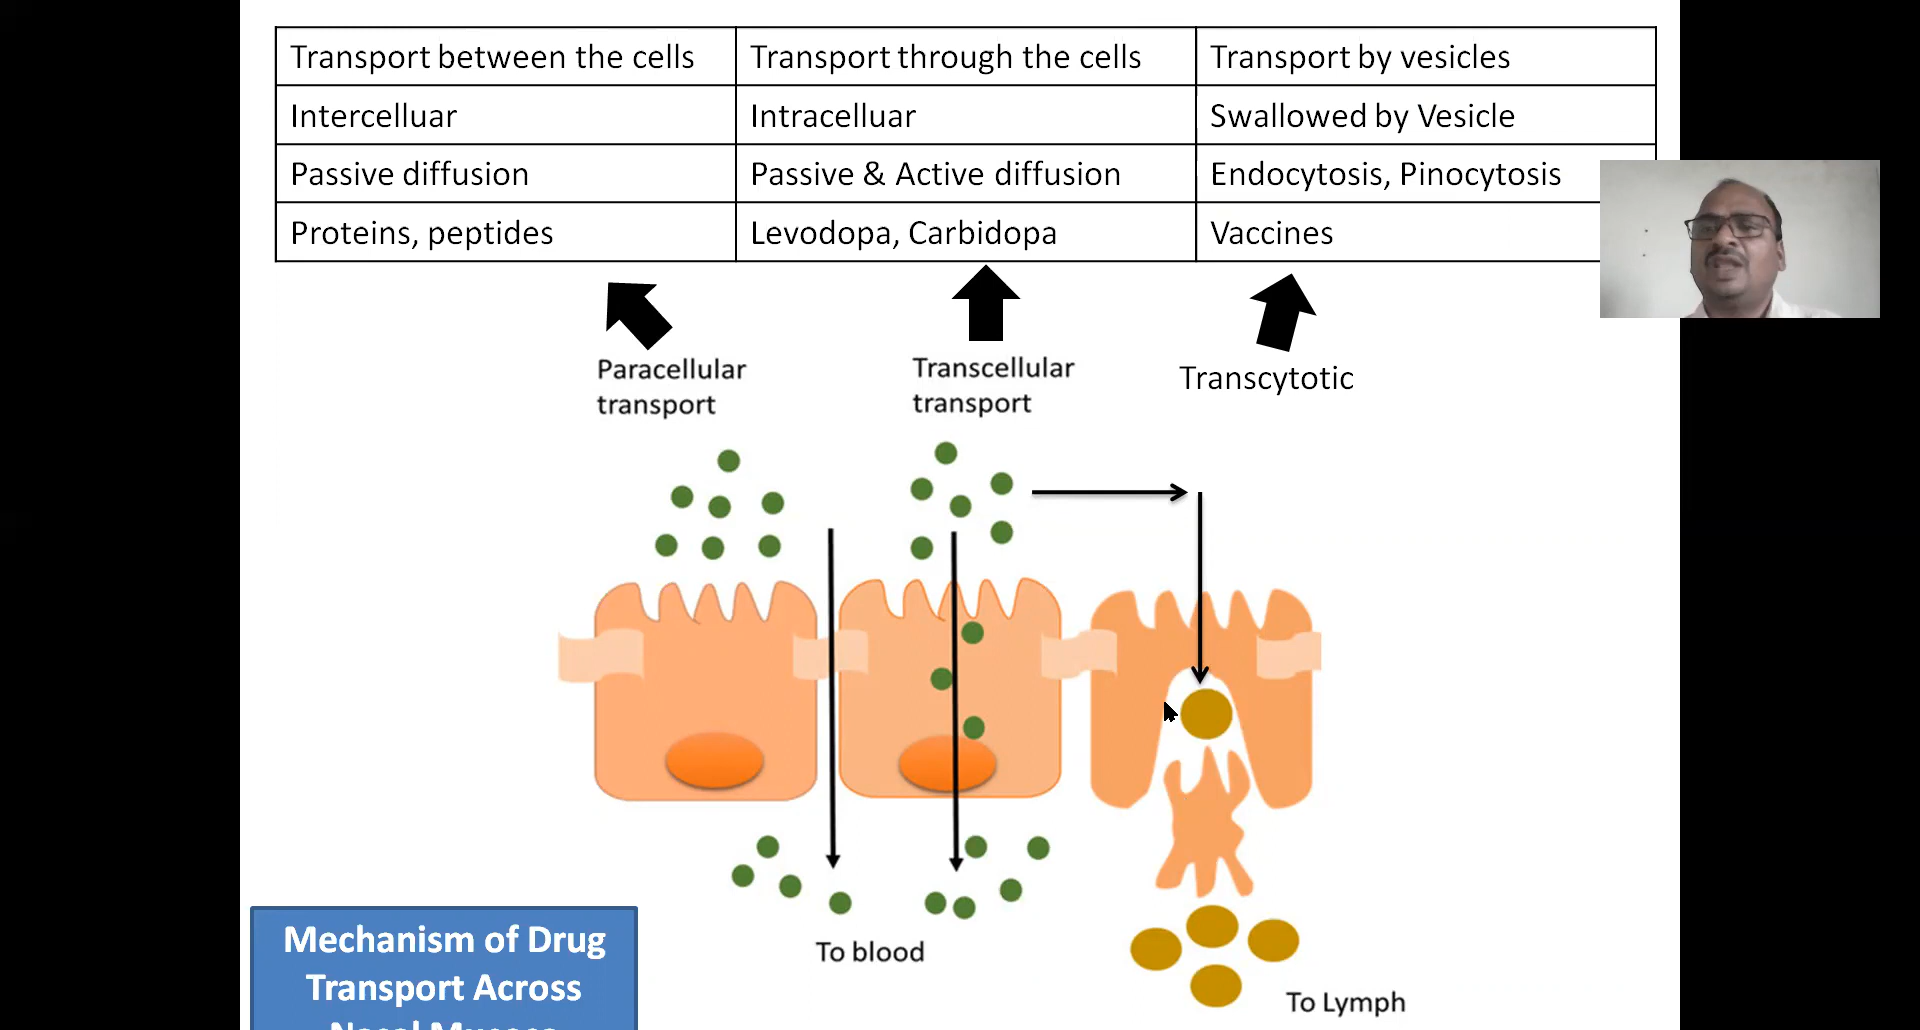 Transport between the cells
Transport through the cells
Transport by vesicles
Intercelluar
Intracelluar
Swallowed by Vesicle
Passive diffusion
Passive & Active diffusion
Endocytosis, Pinocytosis
Proteins, peptides
Levodopa, Carbidopa
Vaccines
Paracellular
transport
Transcellular
transport
Transcytotic
To blood
To Lymph
Mechanism of Drug
Transport Across
Nasal Mucosa